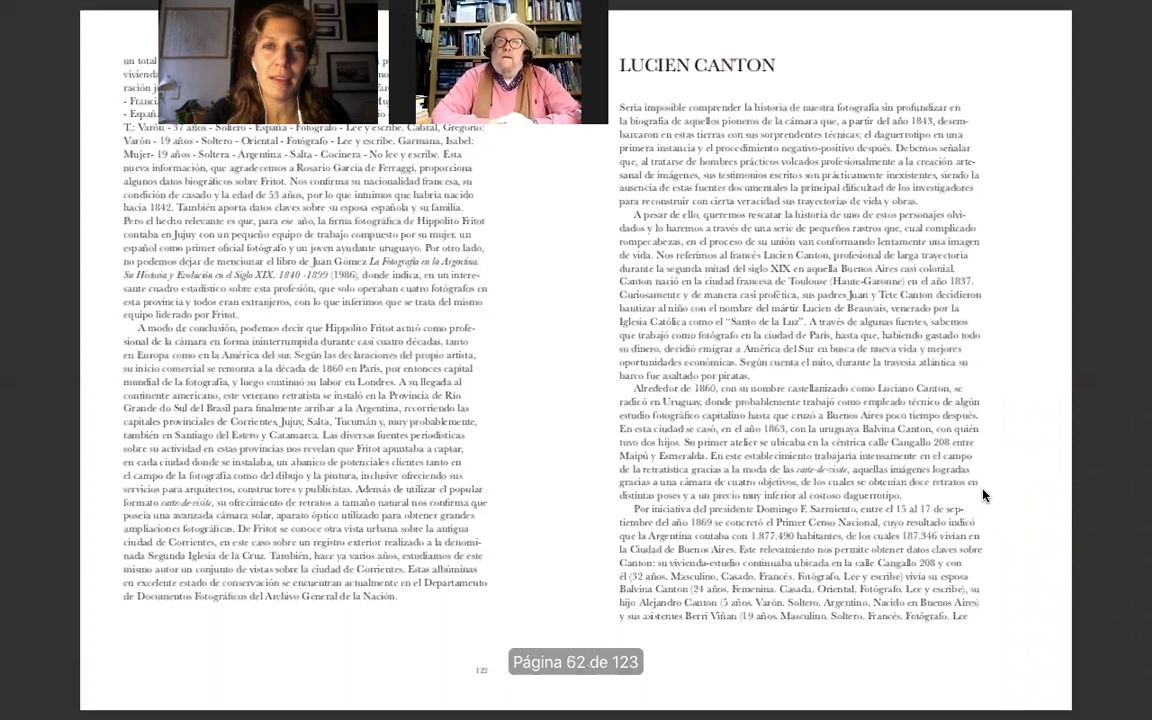 un total
vivienda
ración
- Franci
- Españ
T.: Varón - 37 años - Soltero - España - Fotógrafo - Lee y escribe. Cabral, Gregorio:
Varón - 19 años - Soltero - Oriental - Fotógrafo - Lee y escribe. Garmana, Isabel:
Mujer- 19 años - Soltera - Argentina - Salta - Cocinera - No lee y escribe. Esta
nueva información, que agradecemos a Rosario García de Ferraggi, proporciona
algunos datos biográficos sobre Fritot. Nos confirma su nacionalidad francesa, su
condición de casado y la edad de 53 años, por lo que intuimos que habría nacido
hacia 1842. También aporta datos claves sobre su esposa española y su familia.
Pero el hecho relevante es que, para ese año, la firma fotográfica de Hippolito Fritot
contaba en Jujuy con un pequeño equipo de trabajo compuesto por su mujer, un
español como primer oficial fotógrafo y un joven ayudante uruguayo. Por otro lado,
no podemos dejar de mencionar el libro de Juan Gómez La Fotografía en la Argentina.
Su Historia y Evolución en el Siglo XIX. 1840 -1899 (1986), donde indica, en un intere-
sante cuadro estadístico sobre esta profesión, que solo operaban cuatro fotógrafos en
esta provincia y todos eran extranjeros, con lo que inferimos que se trata del mismo
equipo liderado por Fritot.
A modo de conclusión, podemos decir que Hippolito Fritot actuó como profe-
sional de la cámara en forma ininterrumpida durante casi cuatro décadas, tanto
en Europa como en la América del sur. Según las declaraciones del propio artista,
su inicio comercial se remonta a la década de 1860 en París, por entonces capital
mundial de la fotografía, y luego continuó su labor en Londres. A su llegada al
continente americano, este veterano retratista se instaló en la Provincia de Río
Grande do Sul del Brasil para finalmente arribar a la Argentina, recorriendo las
capitales provinciales de Corrientes, Jujuy, Salta, Tucumán y, muy probablemente,
también en Santiago del Estero y Catamarca. Las diversas fuentes periodísticas
sobre su actividad en estas provincias nos revelan que Fritot apuntaba a captar,
en cada ciudad donde se instalaba, un abanico de potenciales clientes tanto en
el campo de la fotografía como del dibujo y la pintura, inclusive ofreciendo sus
servicios para arquitectos, constructores y publicistas. Además de utilizar el popular
formato carte-de-visite, su ofrecimiento de retratos a tamaño natural nos confirma que
poseía una avanzada cámara solar, aparato óptico utilizado para obtener grandes
ampliaciones fotográficas. De Fritot se conoce otra vista urbana sobre la antigua
ciudad de Corrientes, en este caso sobre un registro exterior realizado a la denomi-
nada Segunda Iglesia de la Cruz. También, hace ya varios años, estudiamos de este
mismo autor un conjunto de vistas sobre la ciudad de Corrientes. Estas albúminas
en excelente estado de conservación se encuentran actualmente en el Departamento
de Documentos Fotográficos del Archivo General de la Nación.
122
LUCIEN CANTON
Sería imposible comprender la historia de nuestra fotografía sin profundizar en
la biografía de aquellos pioneros de la cámara que, a partir del año 1843, desem-
barcaron en estas tierras con sus sorprendentes técnicas: el daguerrotipo en una
primera instancia y el procedimiento negativo-positivo después. Debemos señalar
que, al tratarse de hombres prácticos volcados profesionalmente a la creación arte-
sanal de imágenes, sus testimonios escritos son prácticamente inexistentes, siendo la
ausencia de estas fuentes documentales la principal dificultad de los investigadores
para reconstruir con cierta veracidad sus trayectorias de vida y obras.
A pesar de ello, queremos rescatar la historia de uno de estos personajes olvi-
dados y lo haremos a través de una serie de pequeños rastros que, cual complicado
rompecabezas, en el proceso de su unión van conformando lentamente una imagen
de vida. Nos referimos al francés Lucien Canton, profesional de larga trayectoria
durante la segunda mitad del siglo XIX en aquella Buenos Aires casi colonial.
Canton nació en la ciudad francesa de Toulouse (Haute-Garonne) en el año 1837.
Curiosamente y de manera casi profética, sus padres Juan y Tete Canton decidieron
bautizar al niño con el nombre del mártir Lucien de Beauvais, venerado por la
Iglesia Católica como el “Santo de la Luz”. A través de algunas fuentes, sabemos
que trabajó como fotógrafo en la ciudad de París, hasta que, habiendo gastado todo
su dinero, decidió emigrar a América del Sur en busca de nueva vida y mejores
oportunidades económicas. Según cuenta el mito, durante la travesía atlántica su
barco fue asaltado por piratas.
Alrededor de 1860, con su nombre castellanizado como Luciano Canton, se
radicó en Uruguay, donde probablemente trabajó como empleado técnico de algún
estudio fotográfico capitalino hasta que cruzó a Buenos Aires poco tiempo después.
En esta ciudad se casó, en el año 1863, con la uruguaya Balvina Canton, con quién
tuvo dos hijos. Su primer atelier se ubicaba en la céntrica calle Cangallo 208 entre
Maipú y Esmeralda. En este establecimiento trabajaría intensamente en el campo
de la retratística gracias a la moda de las carte-de-visite, aquellas imágenes logradas
gracias a una cámara de cuatro objetivos, de los cuales se obtenían doce retratos en
distintas poses y a un precio muy inferior al costoso daguerrotipo.
Por iniciativa del presidente Domingo F. Sarmiento, entre el 15 al 17 de sep-
tiembre del año 1869 se concretó el Primer Censo Nacional, cuyo resultado indicó
que la Argentina contaba con 1.877.490 habitantes, de los cuales 187.346 vivían en
la Ciudad de Buenos Aires. Este relevamiento nos permite obtener datos claves sobre
Canton: su vivienda-estudio continuaba ubicada en la calle Cangallo 208 y con
él (32 años. Masculino. Casado. Francés. Fotógrafo. Lee y escribe) vivía su esposa
Balvina Canton (24 años. Femenina. Casada. Oriental. Fotógrafo. Lee y escribe), su
hijo Alejandro Canton (5 años. Varón. Soltero. Argentino. Nacido en Buenos Aires)
y sus asistentes Berri Viñan (19 años. Masculino. Soltero. Francés. Fotógrafo. Lee
Página 62 de 123